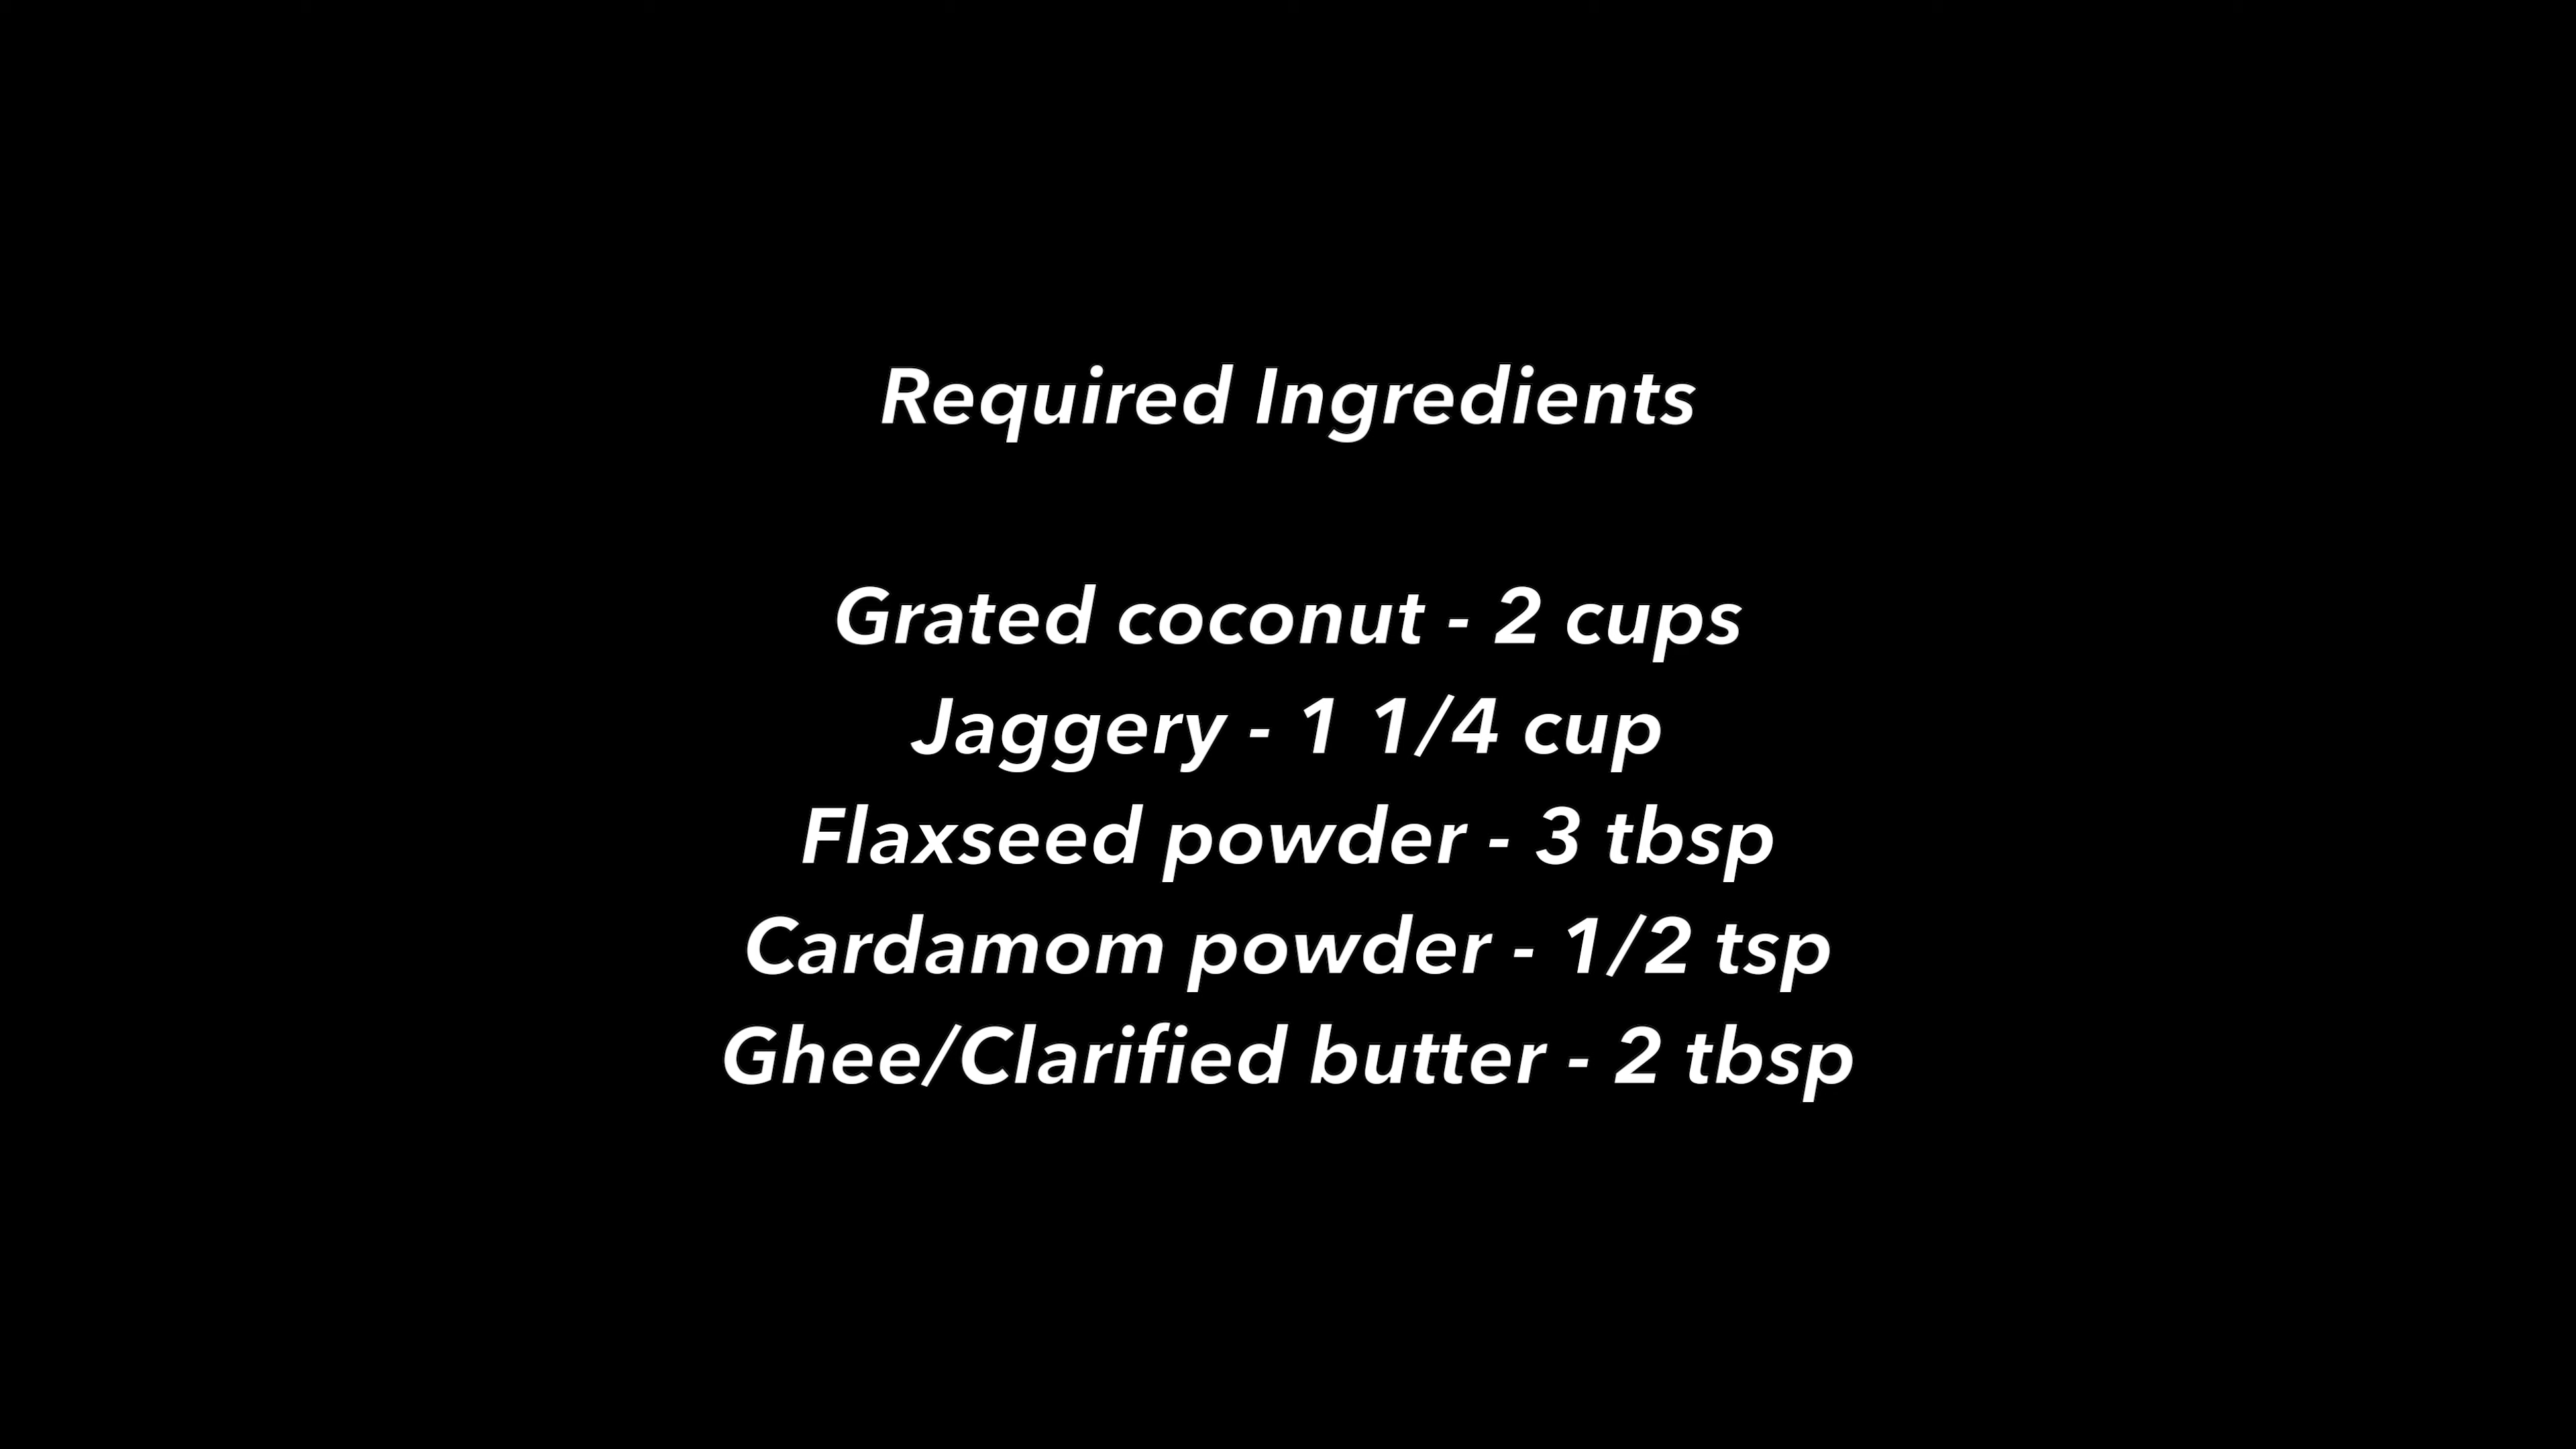 Required Ingredients
Grated coconut - 2 cups
Jaggery - 1 1/4 cup
Flaxseed powder - 3 tbsp
Cardamom powder - 1/2 tsp
Ghee/Clarified butter - 2 tbsp